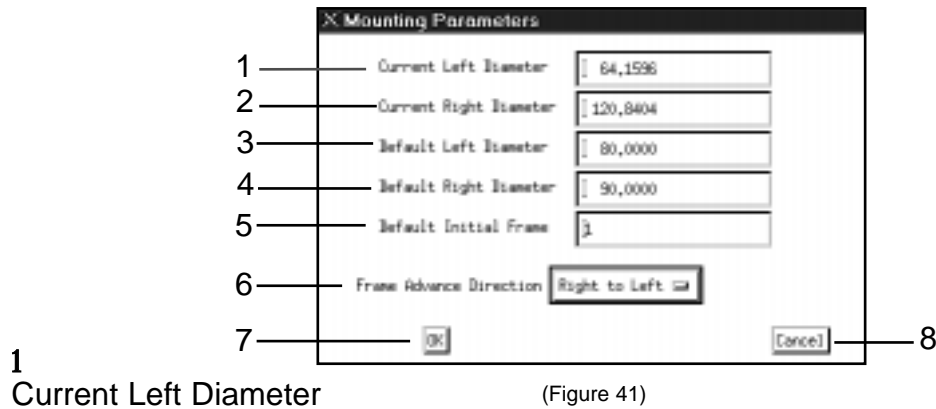 X Mounting Parameters
1 Current Left Diameter 64.1596
2 Current Right Diameter 120.8404
3 Default Left Diameter 80.0000
4 Default Right Diameter 90.0000
5 Default Initial Frame 1
6 Frame Advance Direction Right to Left
7 OK Cancel 8
1
Current Left Diameter (Figure 41)